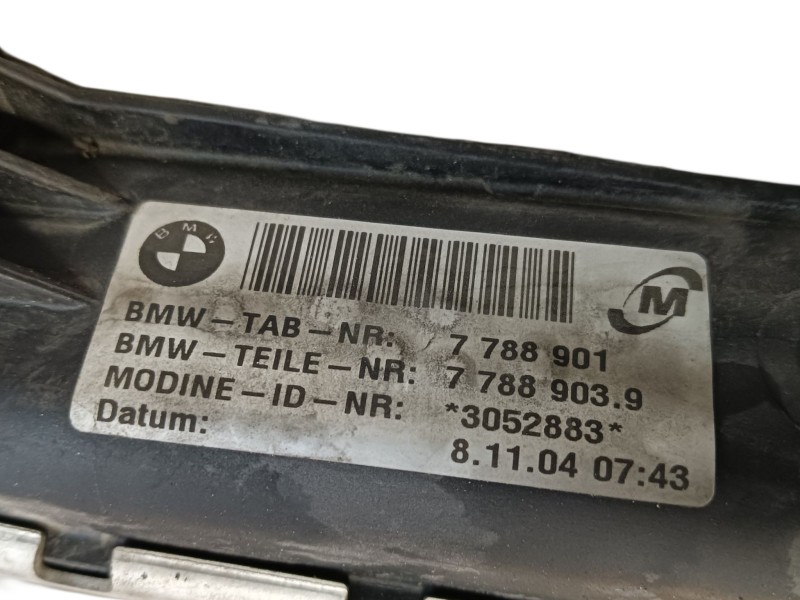 BMW
M
BMW-TAB-NR: 7 788 901
BMW-TEILE-NR: 7 788 903.9
MODINE-ID-NR: *3052883*
Datum: 8.11.04 07:43